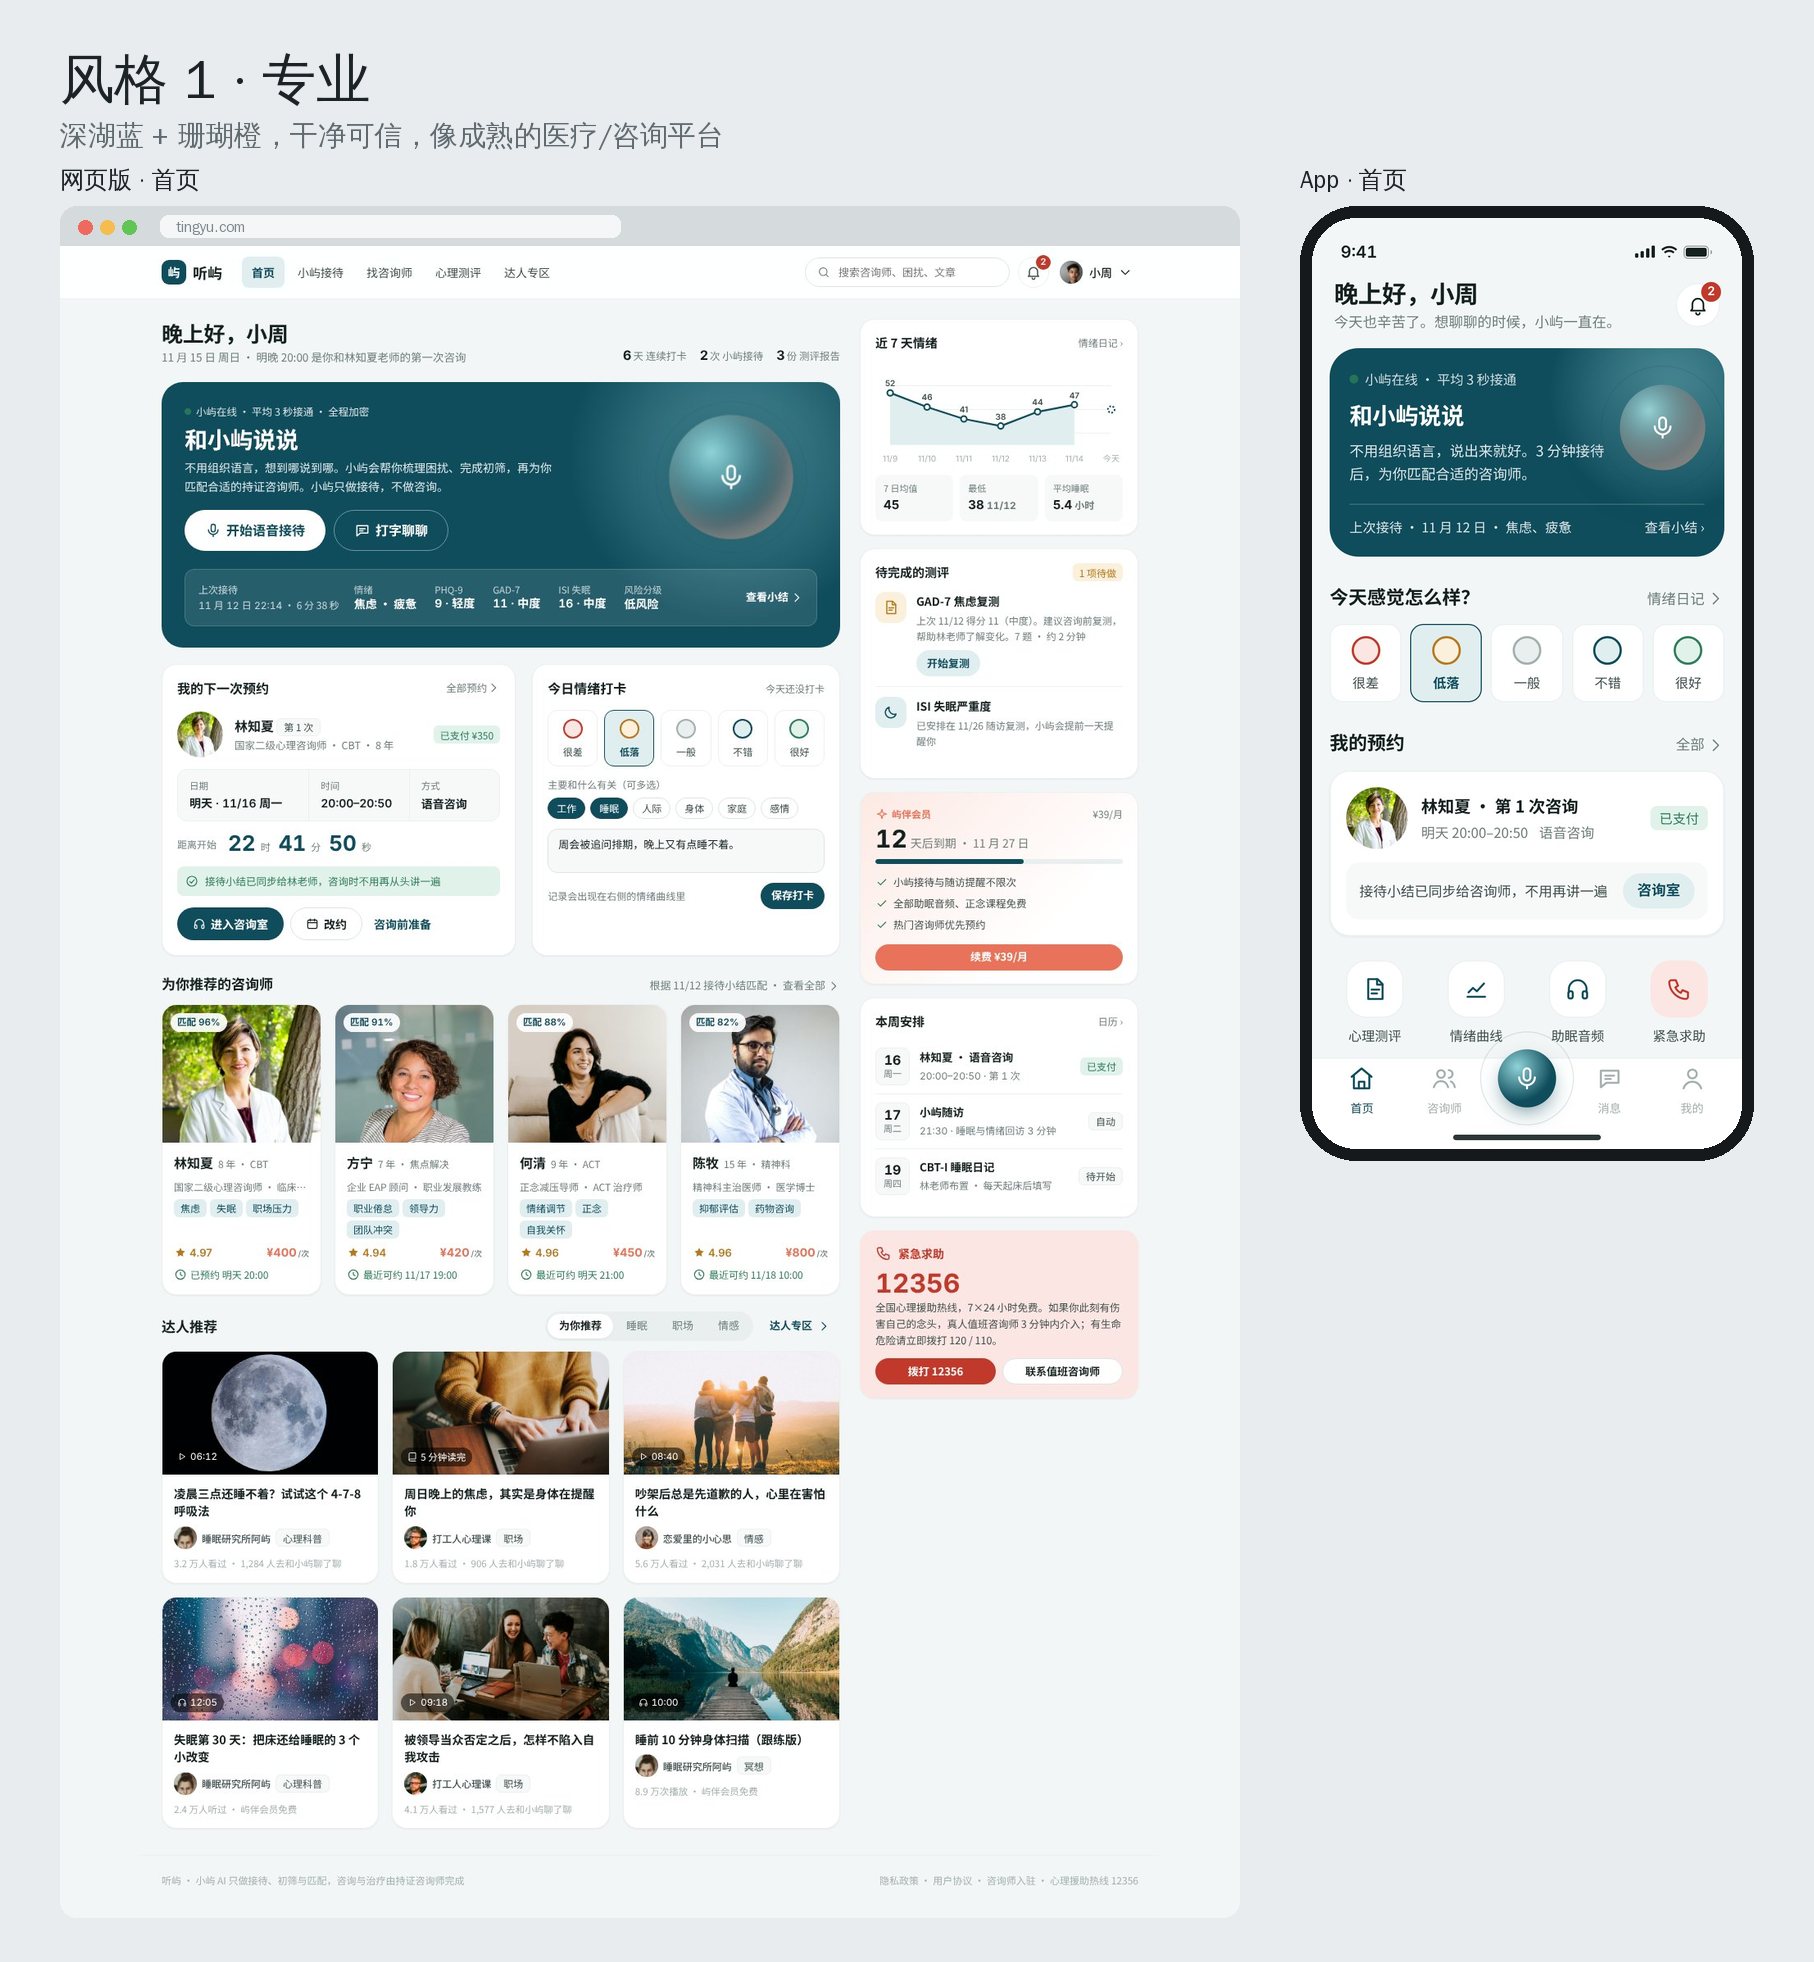 风格 1 · 专业
深湖蓝 + 珊瑚橙，干净可信，像成熟的医疗/咨询平台
网页版 · 首页
tingyu.com
屿 听屿 首页 小屿接待 找咨询师 心理测评 达人专区 搜索咨询师、困扰、文章 2 小周
晚上好，小周
11 月 15 日 周日 · 明晚 20:00 是你和林知夏老师的第一次咨询
6 天 连续打卡 2 次 小屿接待 3 份 测评报告
小屿在线 · 平均 3 秒接通 · 全程加密
和小屿说说
不用组织语言，想到哪说到哪。小屿会帮你梳理困扰、完成初筛，再为你
匹配合适的持证咨询师。小屿只做接待，不做咨询。
开始语音接待 打字聊聊
上次接待 情绪 PHQ-9 GAD-7 ISI 失眠 风险分级
11 月 12 日 22:14 · 6 分 38 秒 焦虑 · 疲惫 9 · 轻度 11 · 中度 16 · 中度 低风险 查看小结
我的下一次预约 全部预约
林知夏 第 1 次
国家二级心理咨询师 · CBT · 8 年
已支付 ¥350
日期 时间 方式
明天 · 11/16 周一 20:00–20:50 语音咨询
距离开始 22 时 41 分 50 秒
接待小结已同步给林老师，咨询时不用再从头讲一遍
进入咨询室 改约 咨询前准备
今日情绪打卡 今天还没打卡
很差 低落 一般 不错 很好
主要和什么有关（可多选）
工作 睡眠 人际 身体 家庭 感情
周会被追问排期，晚上又有点睡不着。
记录会出现在右侧的情绪曲线里 保存打卡
为你推荐的咨询师 根据 11/12 接待小结匹配 · 查看全部
匹配 96%
林知夏 8 年 · CBT
国家二级心理咨询师 · 临床…
焦虑 失眠 职场压力
4.97 ¥400/次
已预约 明天 20:00
匹配 91%
方宁 7 年 · 焦点解决
企业 EAP 顾问 · 职业发展教练
职业倦怠 领导力
团队冲突
4.94 ¥420/次
最近可约 11/17 19:00
匹配 88%
何清 9 年 · ACT
正念减压导师 · ACT 治疗师
情绪调节 正念
自我关怀
4.96 ¥450/次
最近可约 明天 21:00
匹配 82%
陈牧 15 年 · 精神科
精神科主治医师 · 医学博士
抑郁评估 药物咨询
4.96 ¥800/次
最近可约 11/18 10:00
达人推荐 为你推荐 睡眠 职场 情感 达人专区
06:12
凌晨三点还睡不着？试试这个 4-7-8
呼吸法
睡眠研究所阿屿 心理科普
3.2 万人看过 · 1,284 人去和小屿聊了聊
5 分钟读完
周日晚上的焦虑，其实是身体在提醒
你
打工人心理课 职场
1.8 万人看过 · 906 人去和小屿聊了聊
08:40
吵架后总是先道歉的人，心里在害怕
什么
恋爱里的小心思 情感
5.6 万人看过 · 2,031 人去和小屿聊了聊
12:05
失眠第 30 天：把床还给睡眠的 3 个
小改变
睡眠研究所阿屿 心理科普
2.4 万人听过 · 屿伴会员免费
09:18
被领导当众否定之后，怎样不陷入自
我攻击
打工人心理课 职场
4.1 万人看过 · 1,577 人去和小屿聊了聊
10:00
睡前 10 分钟身体扫描（跟练版）
睡眠研究所阿屿 冥想
8.9 万次播放 · 屿伴会员免费
近 7 天情绪 情绪日记 ›
52 46 41 38 44 47
11/9 11/10 11/11 11/12 11/13 11/14 今天
7 日均值 最低 平均睡眠
45 38 11/12 5.4 小时
待完成的测评 1 项待做
GAD-7 焦虑复测
上次 11/12 得分 11（中度）。建议咨询前复测，
帮助林老师了解变化。7 题 · 约 2 分钟
开始复测
ISI 失眠严重度
已安排在 11/26 随访复测，小屿会提前一天提
醒你
屿伴会员 ¥39/月
12 天后到期 · 11 月 27 日
小屿接待与随访提醒不限次
全部助眠音频、正念课程免费
热门咨询师优先预约
续费 ¥39/月
本周安排 日历 ›
16 周一 林知夏 · 语音咨询 已支付
20:00–20:50 · 第 1 次
17 周二 小屿随访 自动
21:30 · 睡眠与情绪回访 3 分钟
19 周四 CBT-I 睡眠日记 待开始
林老师布置 · 每天起床后填写
紧急求助
12356
全国心理援助热线，7×24 小时免费。如果你此刻有伤
害自己的念头，真人值班咨询师 3 分钟内介入；有生命
危险请立即拨打 120 / 110。
拨打 12356 联系值班咨询师
听屿 · 小屿 AI 只做接待、初筛与匹配，咨询与治疗由持证咨询师完成
隐私政策 · 用户协议 · 咨询师入驻 · 心理援助热线 12356
App · 首页
9:41
晚上好，小周
今天也辛苦了。想聊聊的时候，小屿一直在。
2
小屿在线 · 平均 3 秒接通
和小屿说说
不用组织语言，说出来就好。3 分钟接待
后，为你匹配合适的咨询师。
上次接待 · 11 月 12 日 · 焦虑、疲惫 查看小结 ›
今天感觉怎么样？ 情绪日记
很差 低落 一般 不错 很好
我的预约 全部
林知夏 · 第 1 次咨询
明天 20:00–20:50 语音咨询
已支付
接待小结已同步给咨询师，不用再讲一遍 咨询室
心理测评 情绪曲线 助眠音频 紧急求助
首页 咨询师 消息 我的